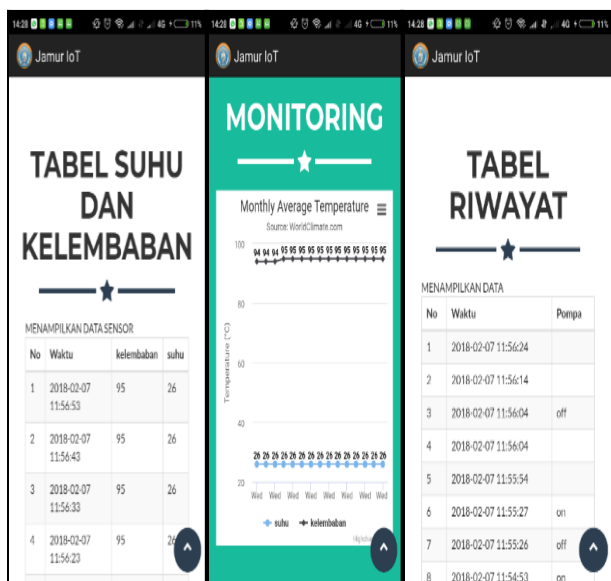 14:28 4G 11%
Jamur IoT
TABEL SUHU
DAN
KELEMBABAN
MENAMPILKAN DATA SENSOR
No Waktu kelembaban suhu
1 2018-02-07 11:56:53 95 26
2 2018-02-07 11:56:43 95 26
3 2018-02-07 11:56:33 95 26
4 2018-02-07 11:56:23 95 26
14:28 4G 11%
Jamur IoT
MONITORING
Monthly Average Temperature
Source: WorldClimate.com
Temperature (°C)
100
94 94 94 95 95 95 95 95 95 95 95 95 95 95
80
60
40
26 26 26 26 26 26 26 26 26 26 26 26 26 26
20
Wed Wed Wed Wed Wed Wed Wed
suhu kelembaban
14:28 4G 11%
Jamur IoT
TABEL
RIWAYAT
MENAMPILKAN DATA
No Waktu Pompa
1 2018-02-07 11:56:24
2 2018-02-07 11:56:14
3 2018-02-07 11:56:04 off
4 2018-02-07 11:56:04
5 2018-02-07 11:55:54
6 2018-02-07 11:55:27 on
7 2018-02-07 11:55:26 off
8 2018-02-07 11:54:53 on